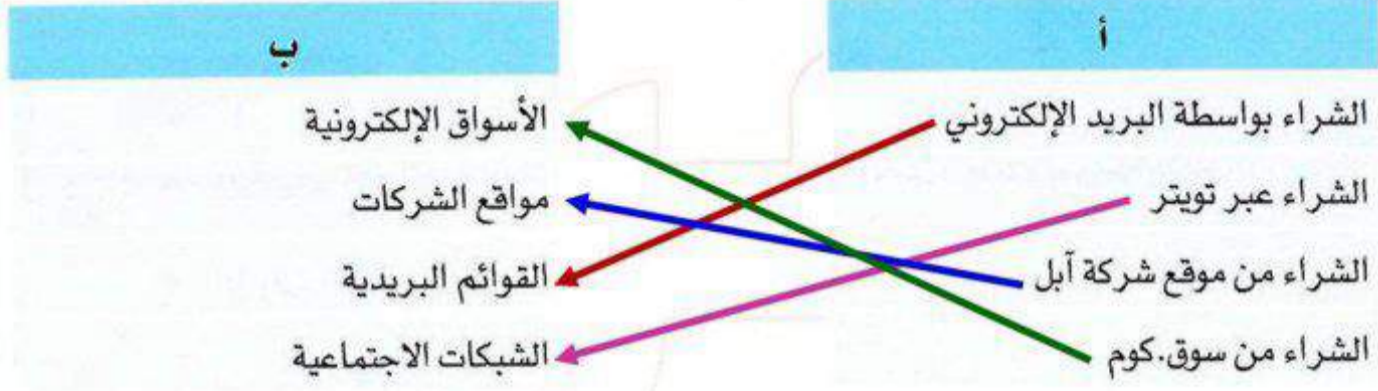 أ
ب
الشراء بواسطة البريد الإلكتروني
الأسواق الإلكترونية
الشراء عبر تويتر
مواقع الشركات
الشراء من موقع شركة آبل
القوائم البريدية
الشراء من سوق.كوم
الشبكات الاجتماعية